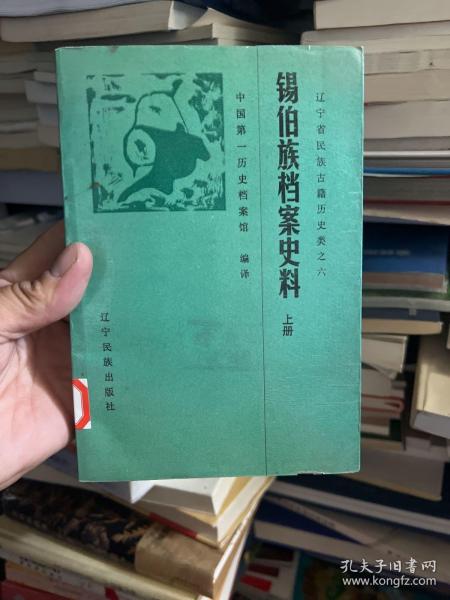 辽宁省民族古籍历史类之六
锡伯族档案史料
上册
中国第一历史档案馆 编译
辽宁民族出版社
孔夫子旧书网
www.kongfz.com